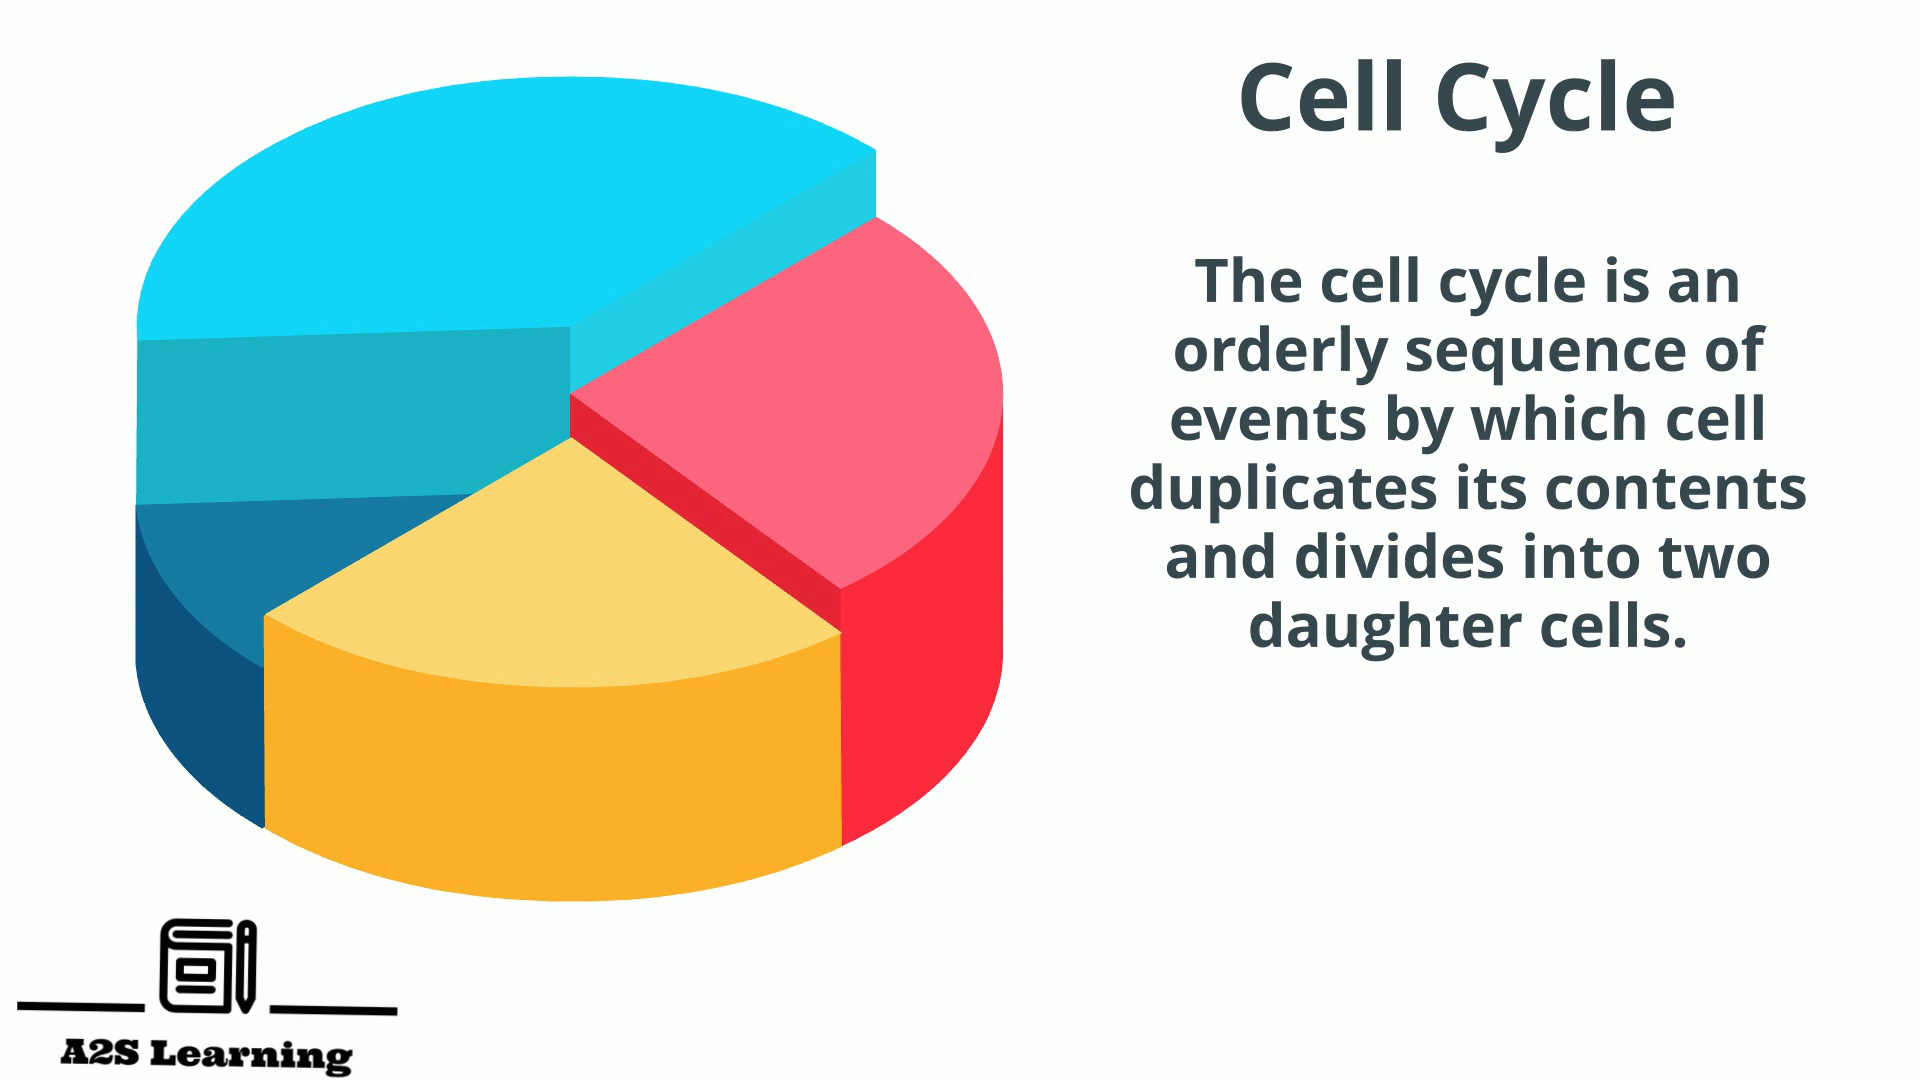 Cell Cycle
The cell cycle is an
orderly sequence of
events by which cell
duplicates its contents
and divides into two
daughter cells.
A2S Learning